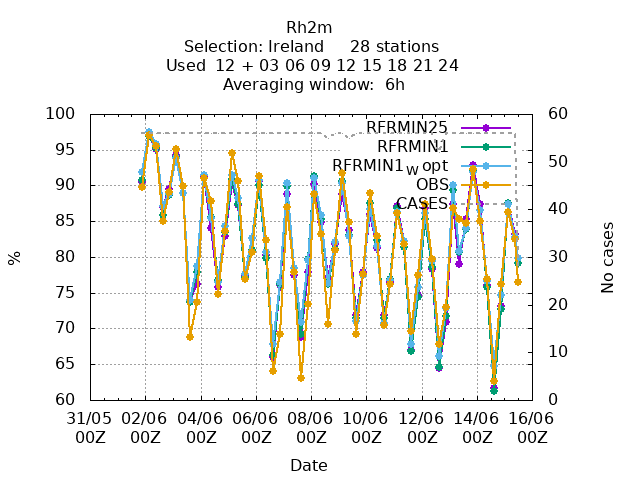 Rh2m
Selection: Ireland     28 stations
Used  12 + 03 06 09 12 15 18 21 24
Averaging window:  6h
100
95
90
85
80
75
70
65
60
%
60
50
40
30
20
10
0
No cases
RFRMIN25
RFRMIN1
RFRMIN1_w opt
OBS
CASES
31/05 02/06 04/06 06/06 08/06 10/06 12/06 14/06 16/06
00Z 00Z 00Z 00Z 00Z 00Z 00Z 00Z 00Z
Date